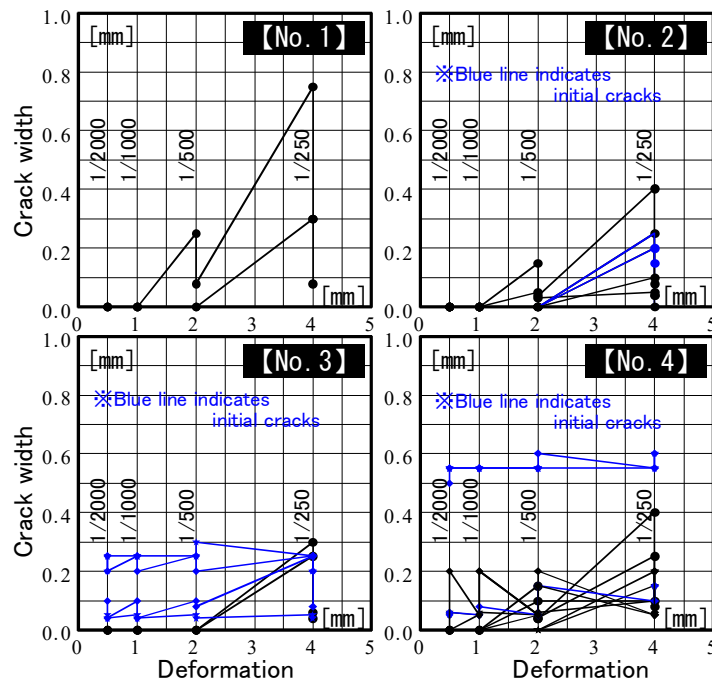 1.0
[mm]
【No. 1】
0.8
0.6
0.4
0.2
0.0
1/2000
1/1000
1/500
1/250
[mm]
0 1 2 3 4 5
Crack width
1.0
[mm]
【No. 2】
※Blue line indicates
initial cracks
0.8
0.6
0.4
0.2
0.0
1/2000
1/1000
1/500
1/250
[mm]
0 1 2 3 4 5
1.0
[mm]
【No. 3】
※Blue line indicates
initial cracks
0.8
0.6
0.4
0.2
0.0
1/2000
1/1000
1/500
1/250
[mm]
0 1 2 3 4 5
Crack width
Deformation
1.0
[mm]
【No. 4】
※Blue line indicates
initial cracks
0.8
0.6
0.4
0.2
0.0
1/2000
1/1000
1/500
1/250
[mm]
0 1 2 3 4 5
Deformation